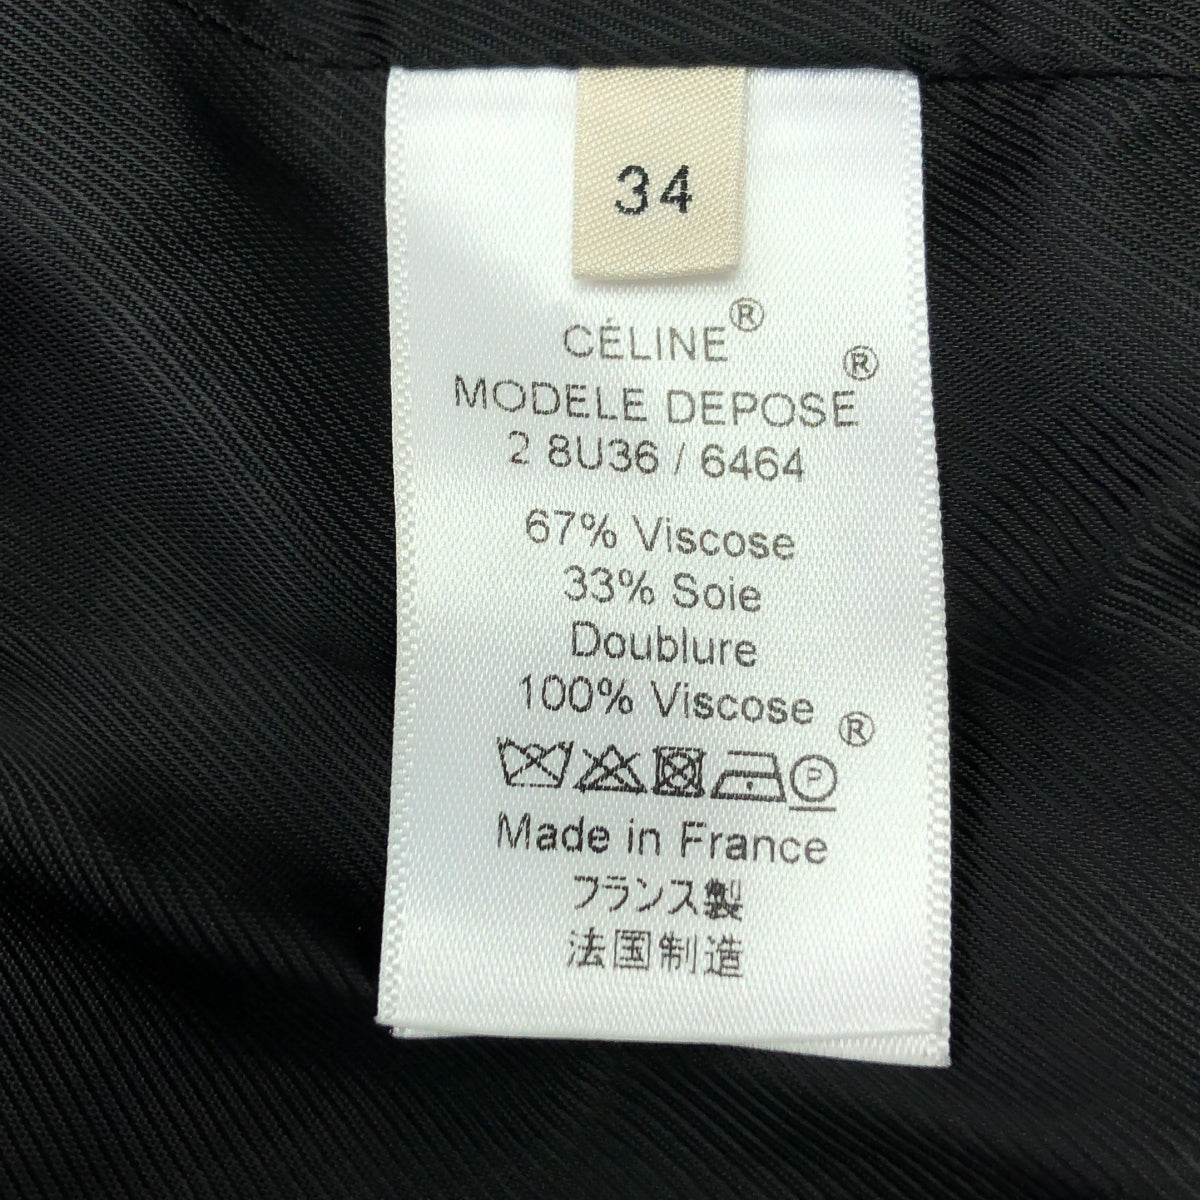 34
CÉLINE®
MODELE DEPOSE®
2 8U36 / 6464
67% Viscose
33% Soie
Doublure
100% Viscose
®
P
Made in France
フランス製
法国制造